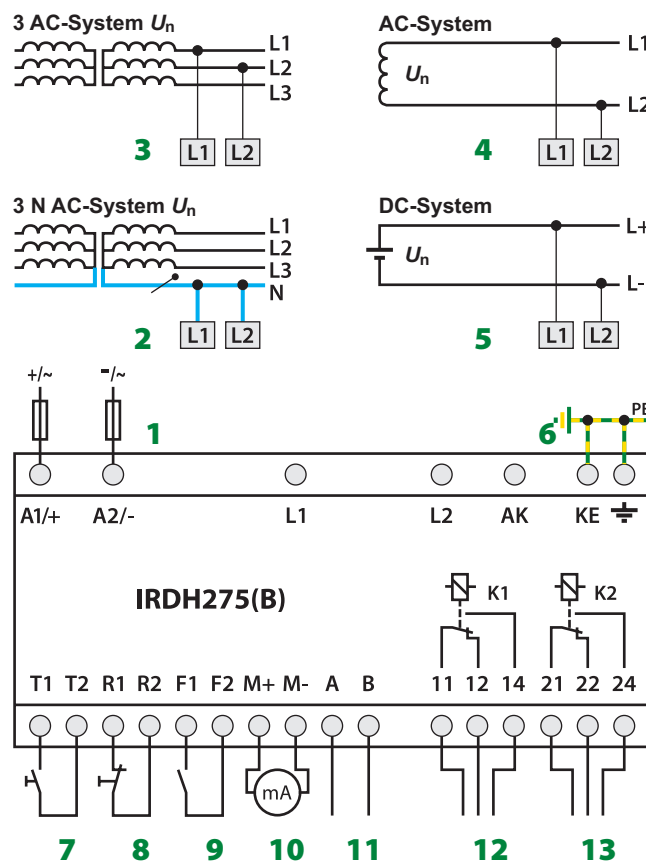 3 AC-System Un
L1
L2
L3
3
L1 L2
AC-System
Un
L1
L2
4
L1 L2
3 N AC-System Un
L1
L2
L3
N
2
L1 L2
DC-System
Un
L+
L-
5
L1 L2
+/~ -/~
1
6
PE
A1/+ A2/- L1 L2 AK KE
IRDH275(B)
K1 K2
T1 T2 R1 R2 F1 F2 M+ M- A B 11 12 14 21 22 24
mA
7 8 9 10 11 12 13